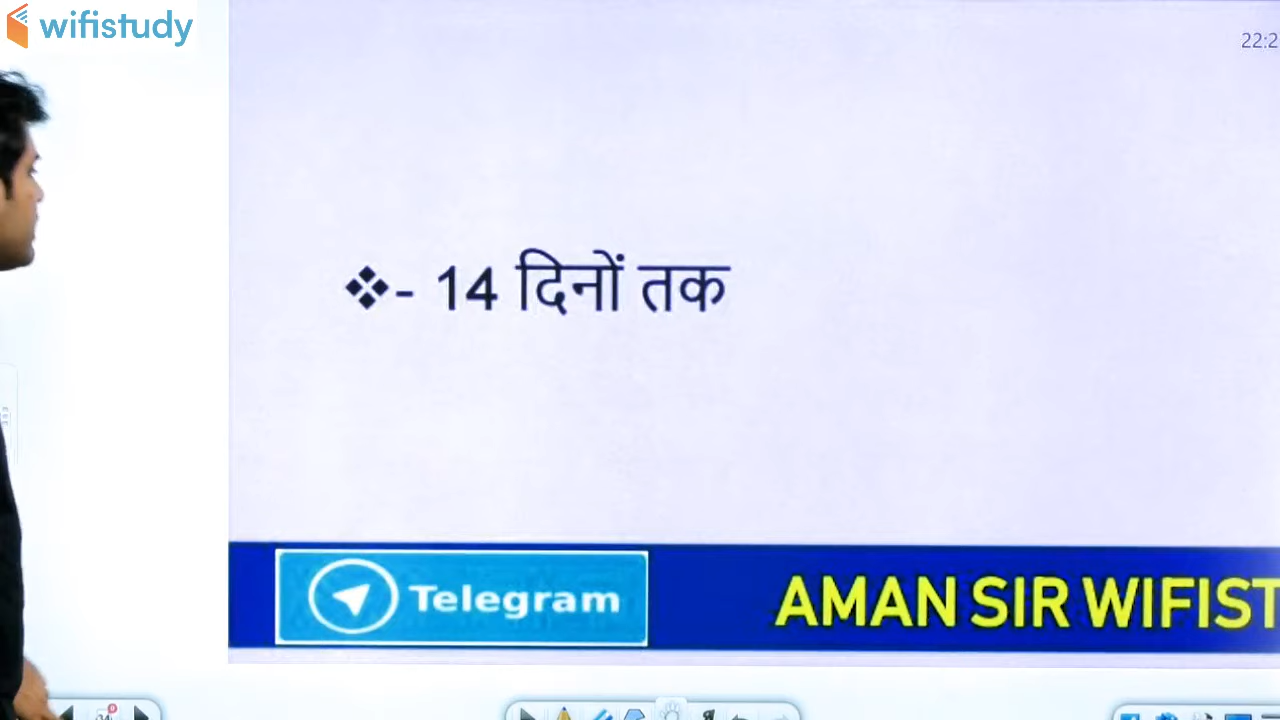 wifistudy
22:2
❖- 14 दिनों तक
Telegram
AMAN SIR WIFIST